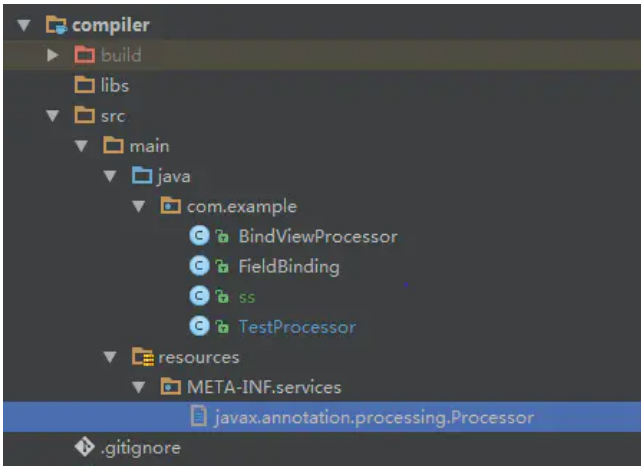 compiler
build
libs
src
main
java
com.example
BindViewProcessor
FieldBinding
ss
TestProcessor
resources
META-INF.services
javax.annotation.processing.Processor
.gitignore